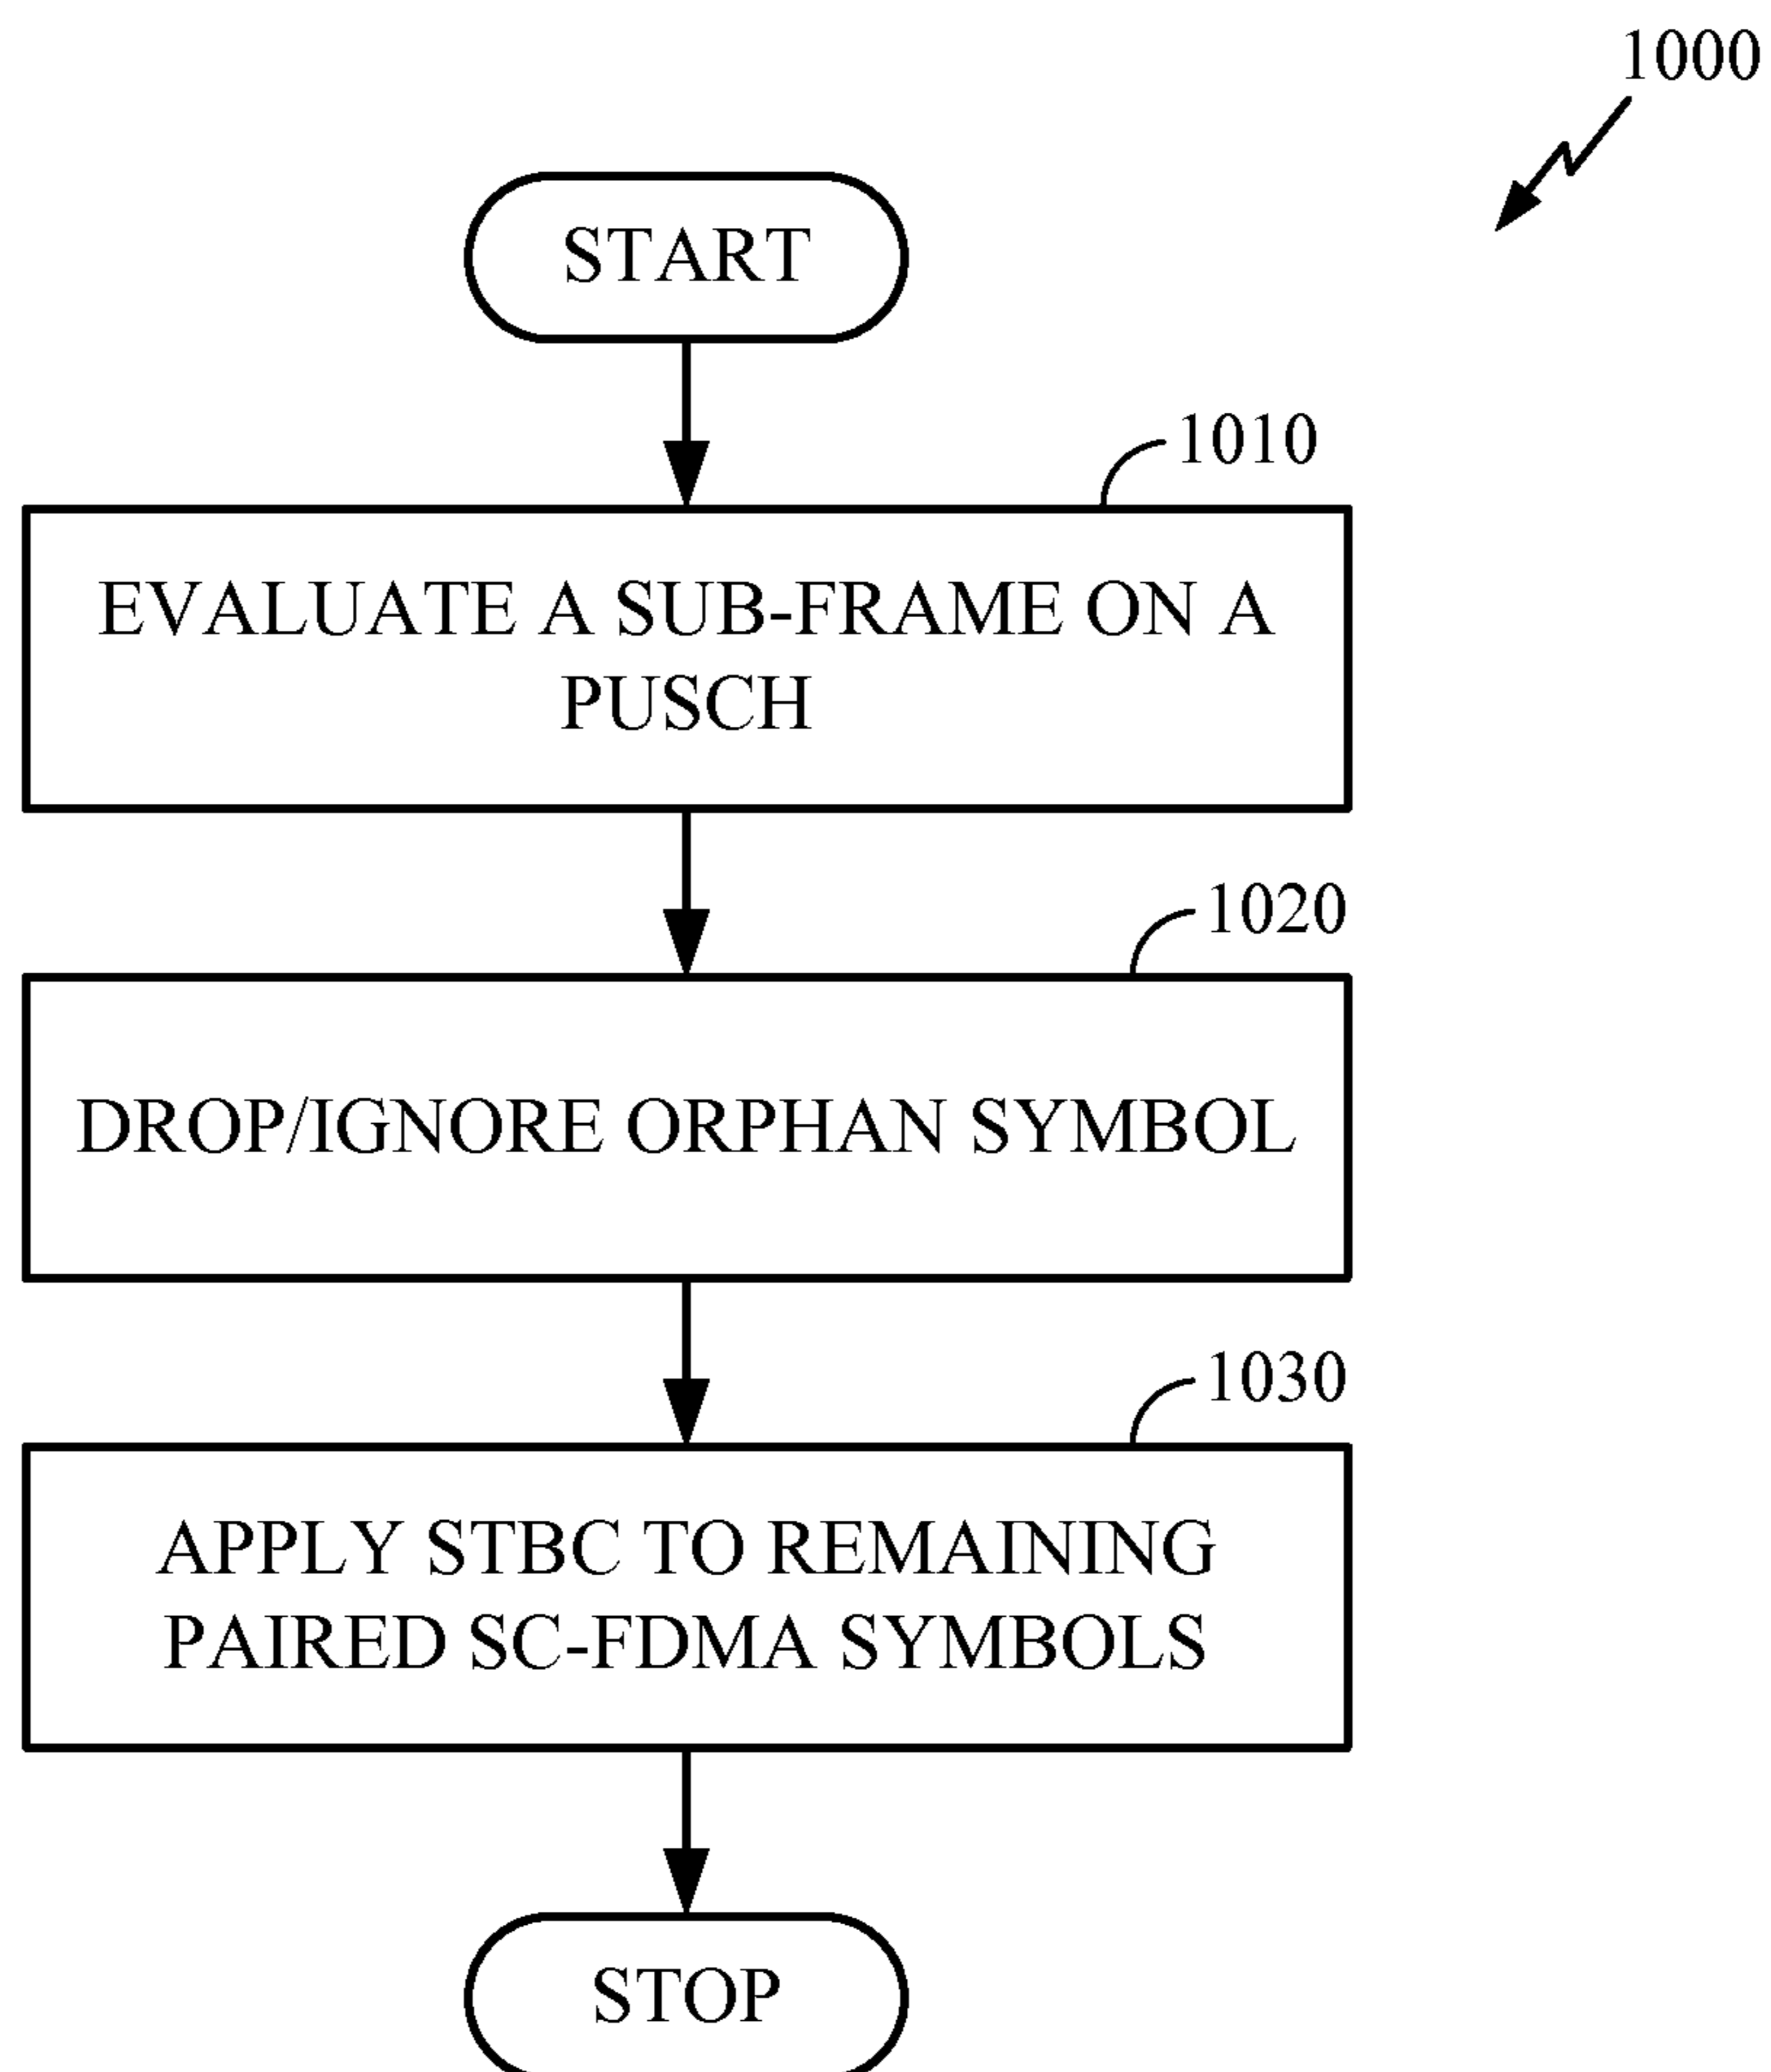 1000
START
1010
EVALUATE A SUB-FRAME ON A
PUSCH
1020
DROP/IGNORE ORPHAN SYMBOL
1030
APPLY STBC TO REMAINING
PAIRED SC-FDMA SYMBOLS
STOP